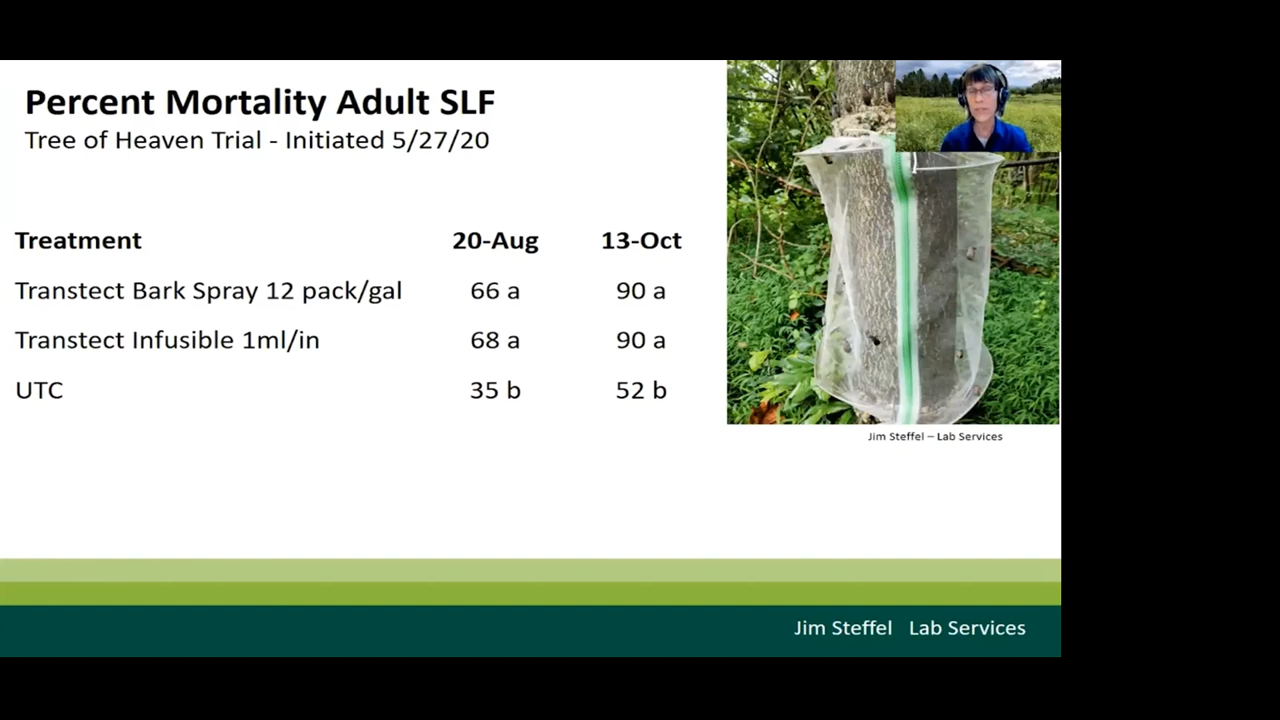 Percent Mortality Adult SLF
Tree of Heaven Trial - Initiated 5/27/20
Treatment 20-Aug 13-Oct
Transtect Bark Spray 12 pack/gal 66 a 90 a
Transtect Infusible 1ml/in 68 a 90 a
UTC 35 b 52 b
Jim Steffel – Lab Services
Jim Steffel Lab Services